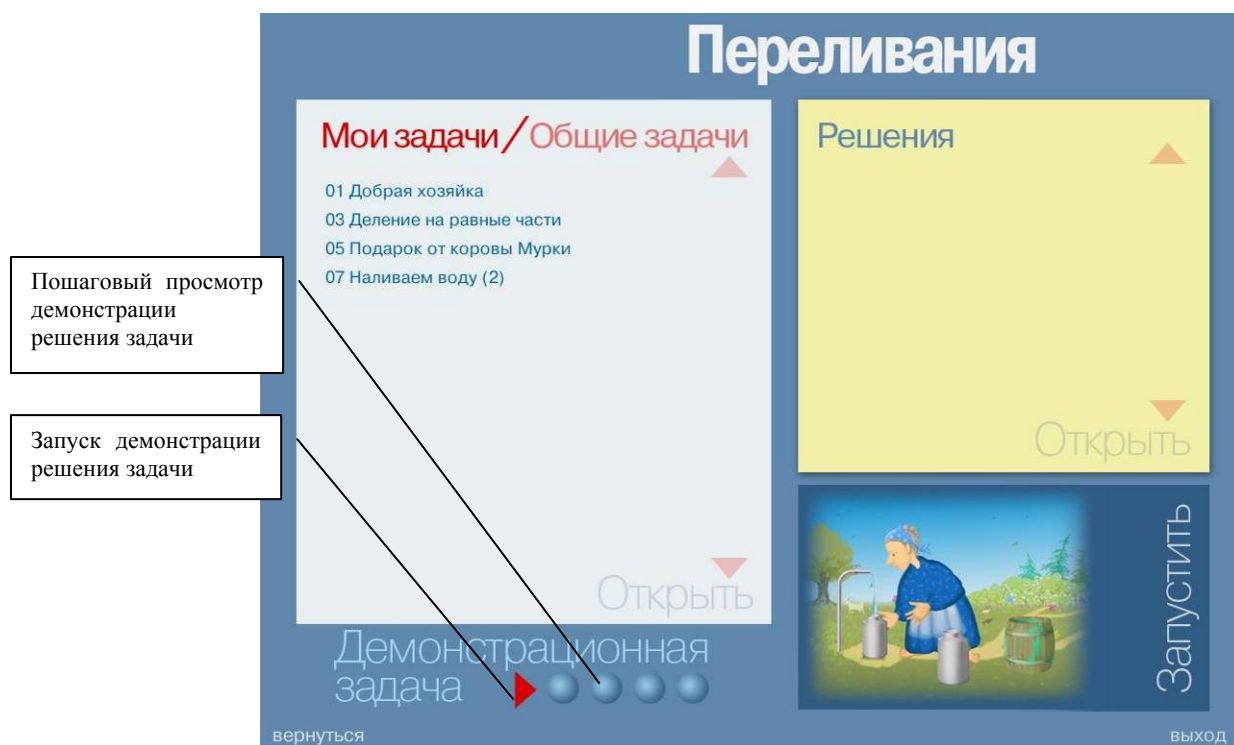 Переливания
Мои задачи/Общие задачи
01 Добрая хозяйка
03 Деление на равные части
05 Подарок от коровы Мурки
07 Наливаем воду (2)
Открыть
Решения
Открыть
Пошаговый просмотр
демонстрации
решения задачи
Запуск демонстрации
решения задачи
Демонстрационная
задача
Запустить
вернуться
выход